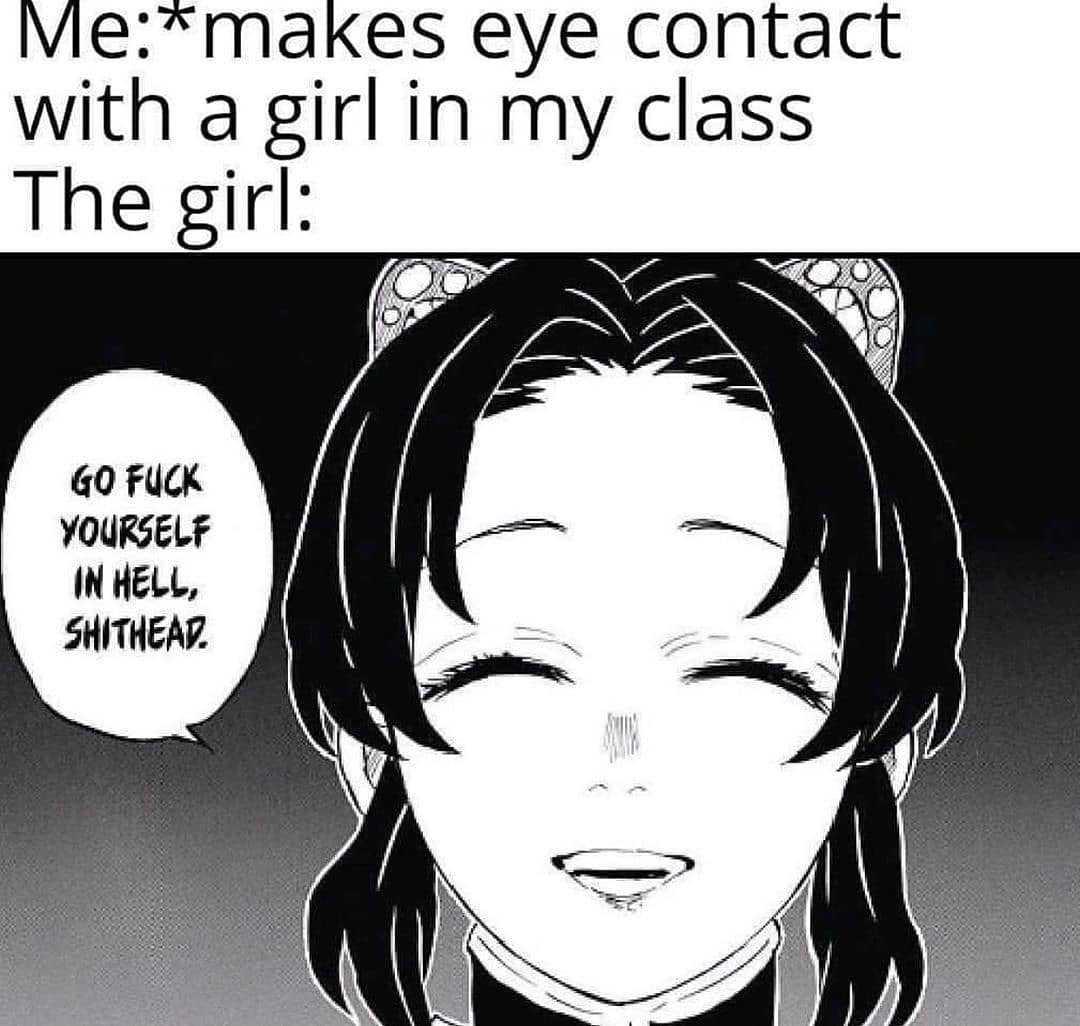 Me:*makes eye contact
with a girl in my class
The girl:
GO FUCK
YOURSELF
IN HELL,
SHITHEAD.